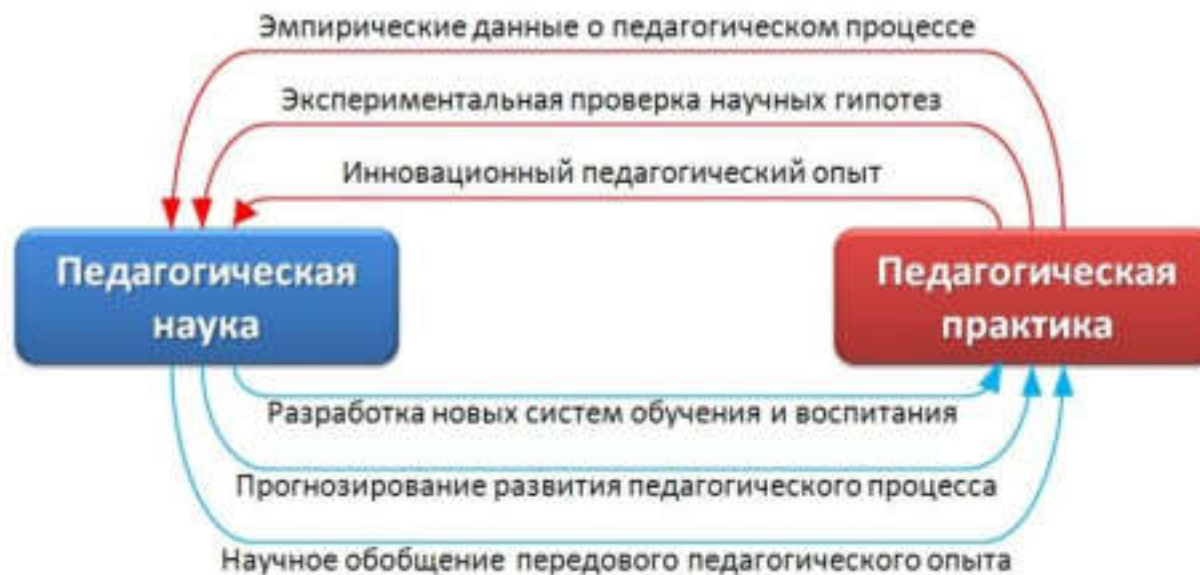 Эмпирические данные о педагогическом процессе
Экспериментальная проверка научных гипотез
Инновационный педагогический опыт
Педагогическая
наука
Педагогическая
практика
Разработка новых систем обучения и воспитания
Прогнозирование развития педагогического процесса
Научное обобщение передового педагогического опыта